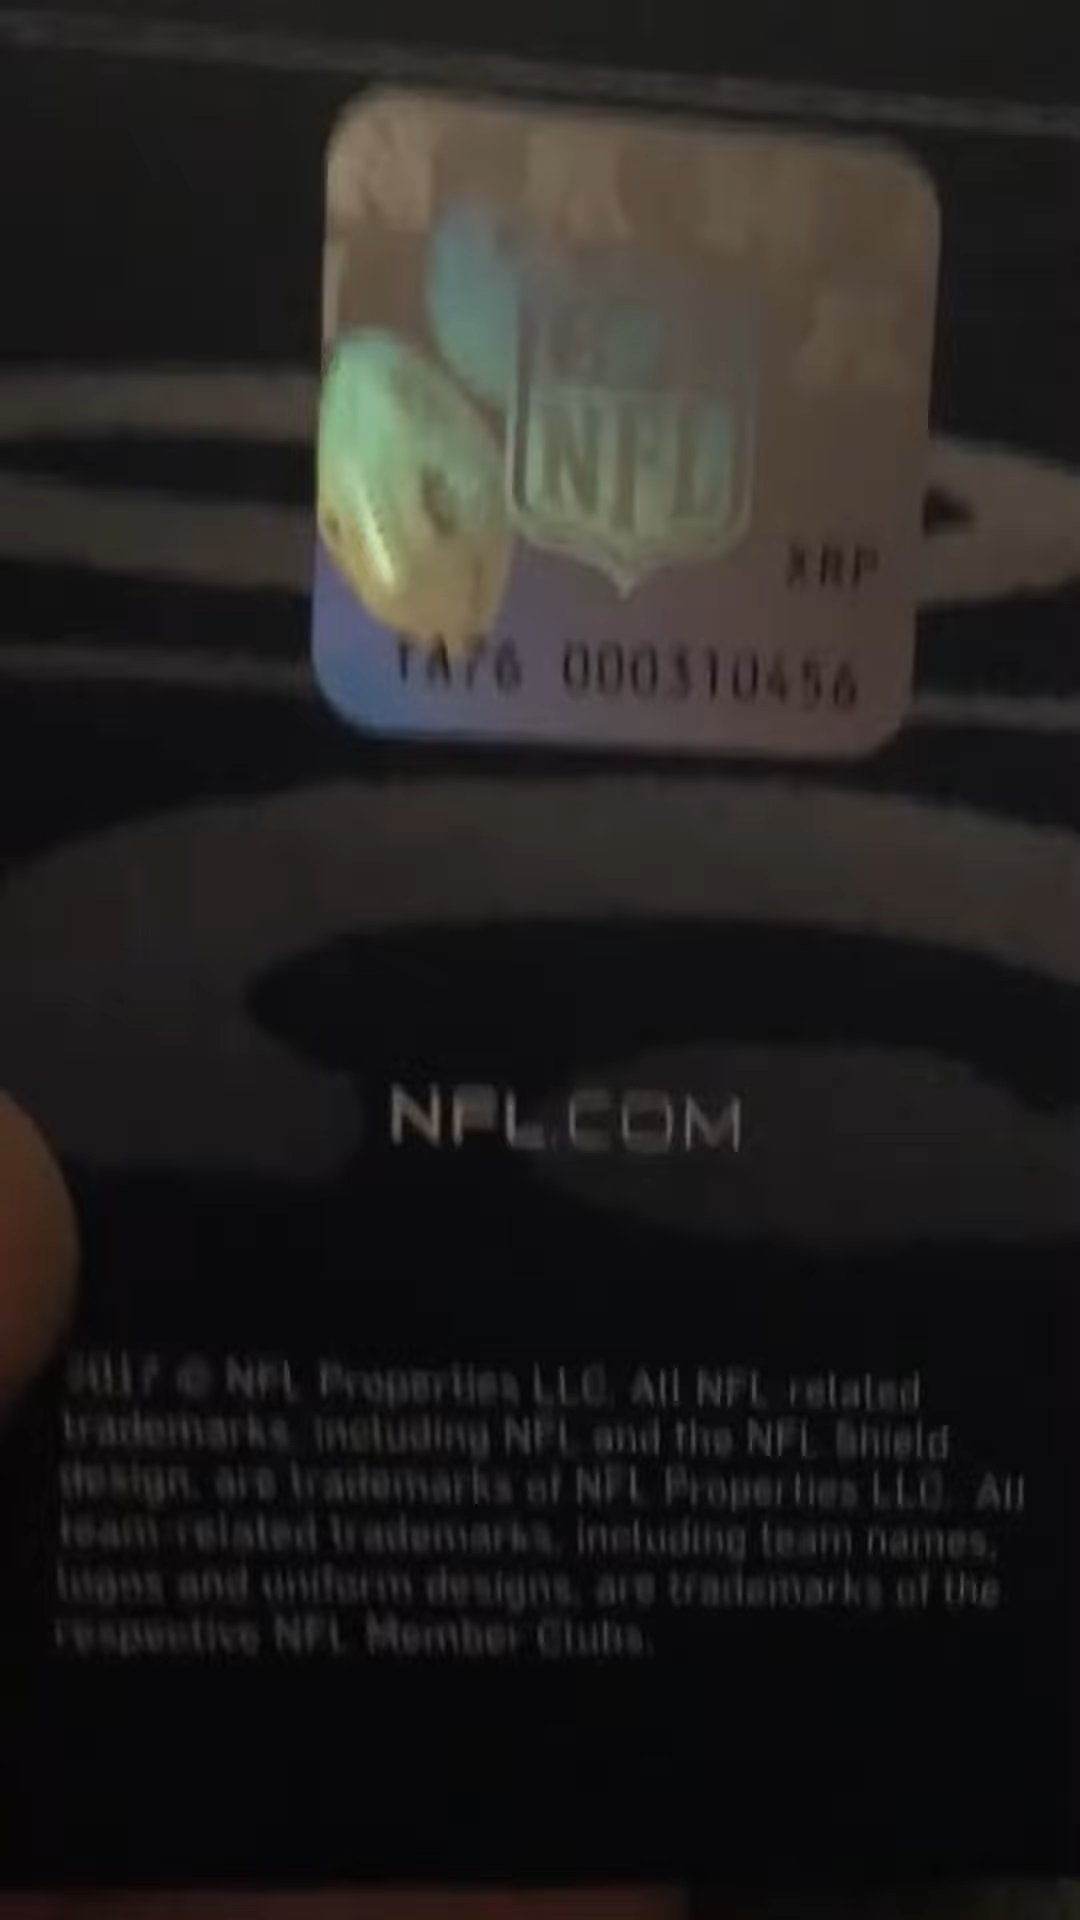 NFL
XRP
TA76 000310456
NFL.COM
2017 © NFL Properties LLC. All NFL related
trademarks, including NFL and the NFL Shield
design, are trademarks of NFL Properties LLC. All
team-related trademarks, including team names,
logos and uniform designs, are trademarks of the
respective NFL Member Clubs.